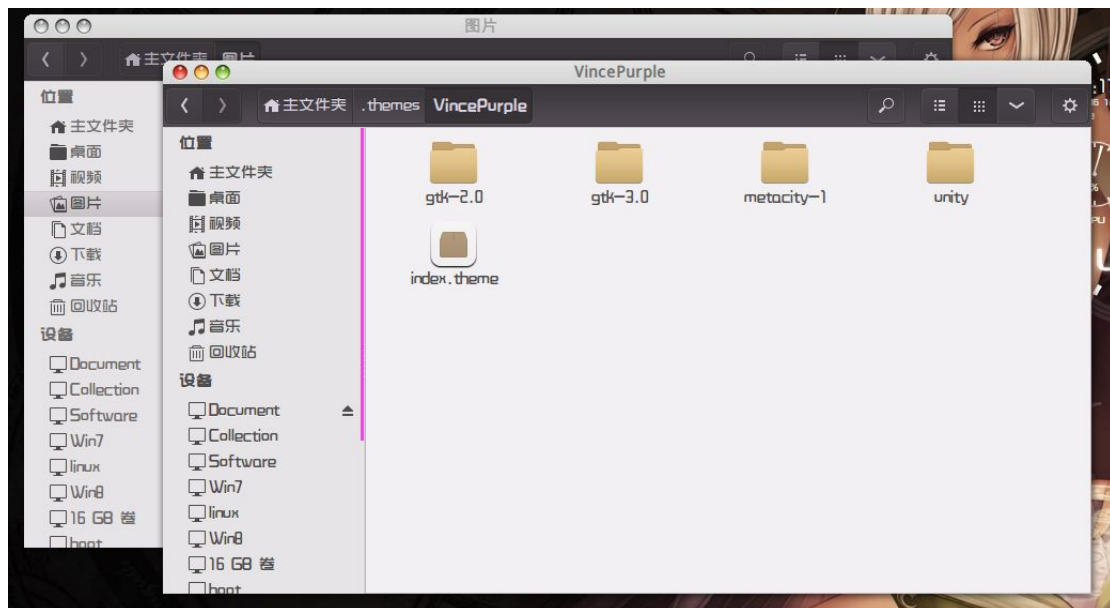 图片
主文件夹 图片
位置
主文件夹
桌面
视频
图片
文档
下载
音乐
回收站
设备
Document
Collection
Software
Win7
linux
Win8
16 GB 卷
boot
VincePurple
主文件夹 .themes VincePurple
位置
主文件夹
桌面
视频
图片
文档
下载
音乐
回收站
设备
Document
Collection
Software
Win7
linux
Win8
16 GB 卷
boot
gtk-2.0 gtk-3.0 metacity-1 unity
index.theme